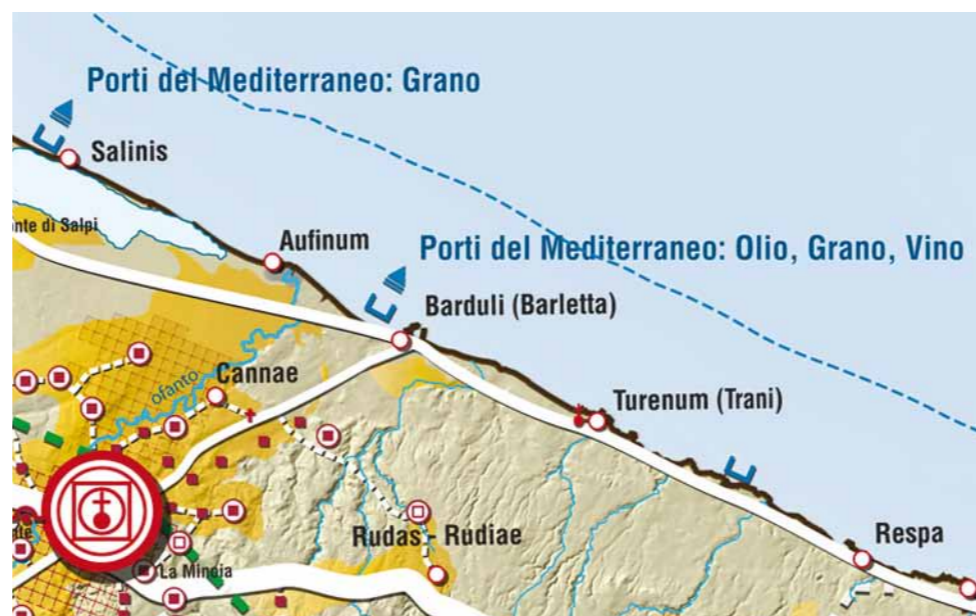 Porti del Mediterraneo: Grano
Salinis
nte di Salpi
Aufinum
Porti del Mediterraneo: Olio, Grano, Vino
Barduli (Barletta)
ofanto
Cannae
Turenum (Trani)
Rudas - Rudiae
Respa
La Mincia